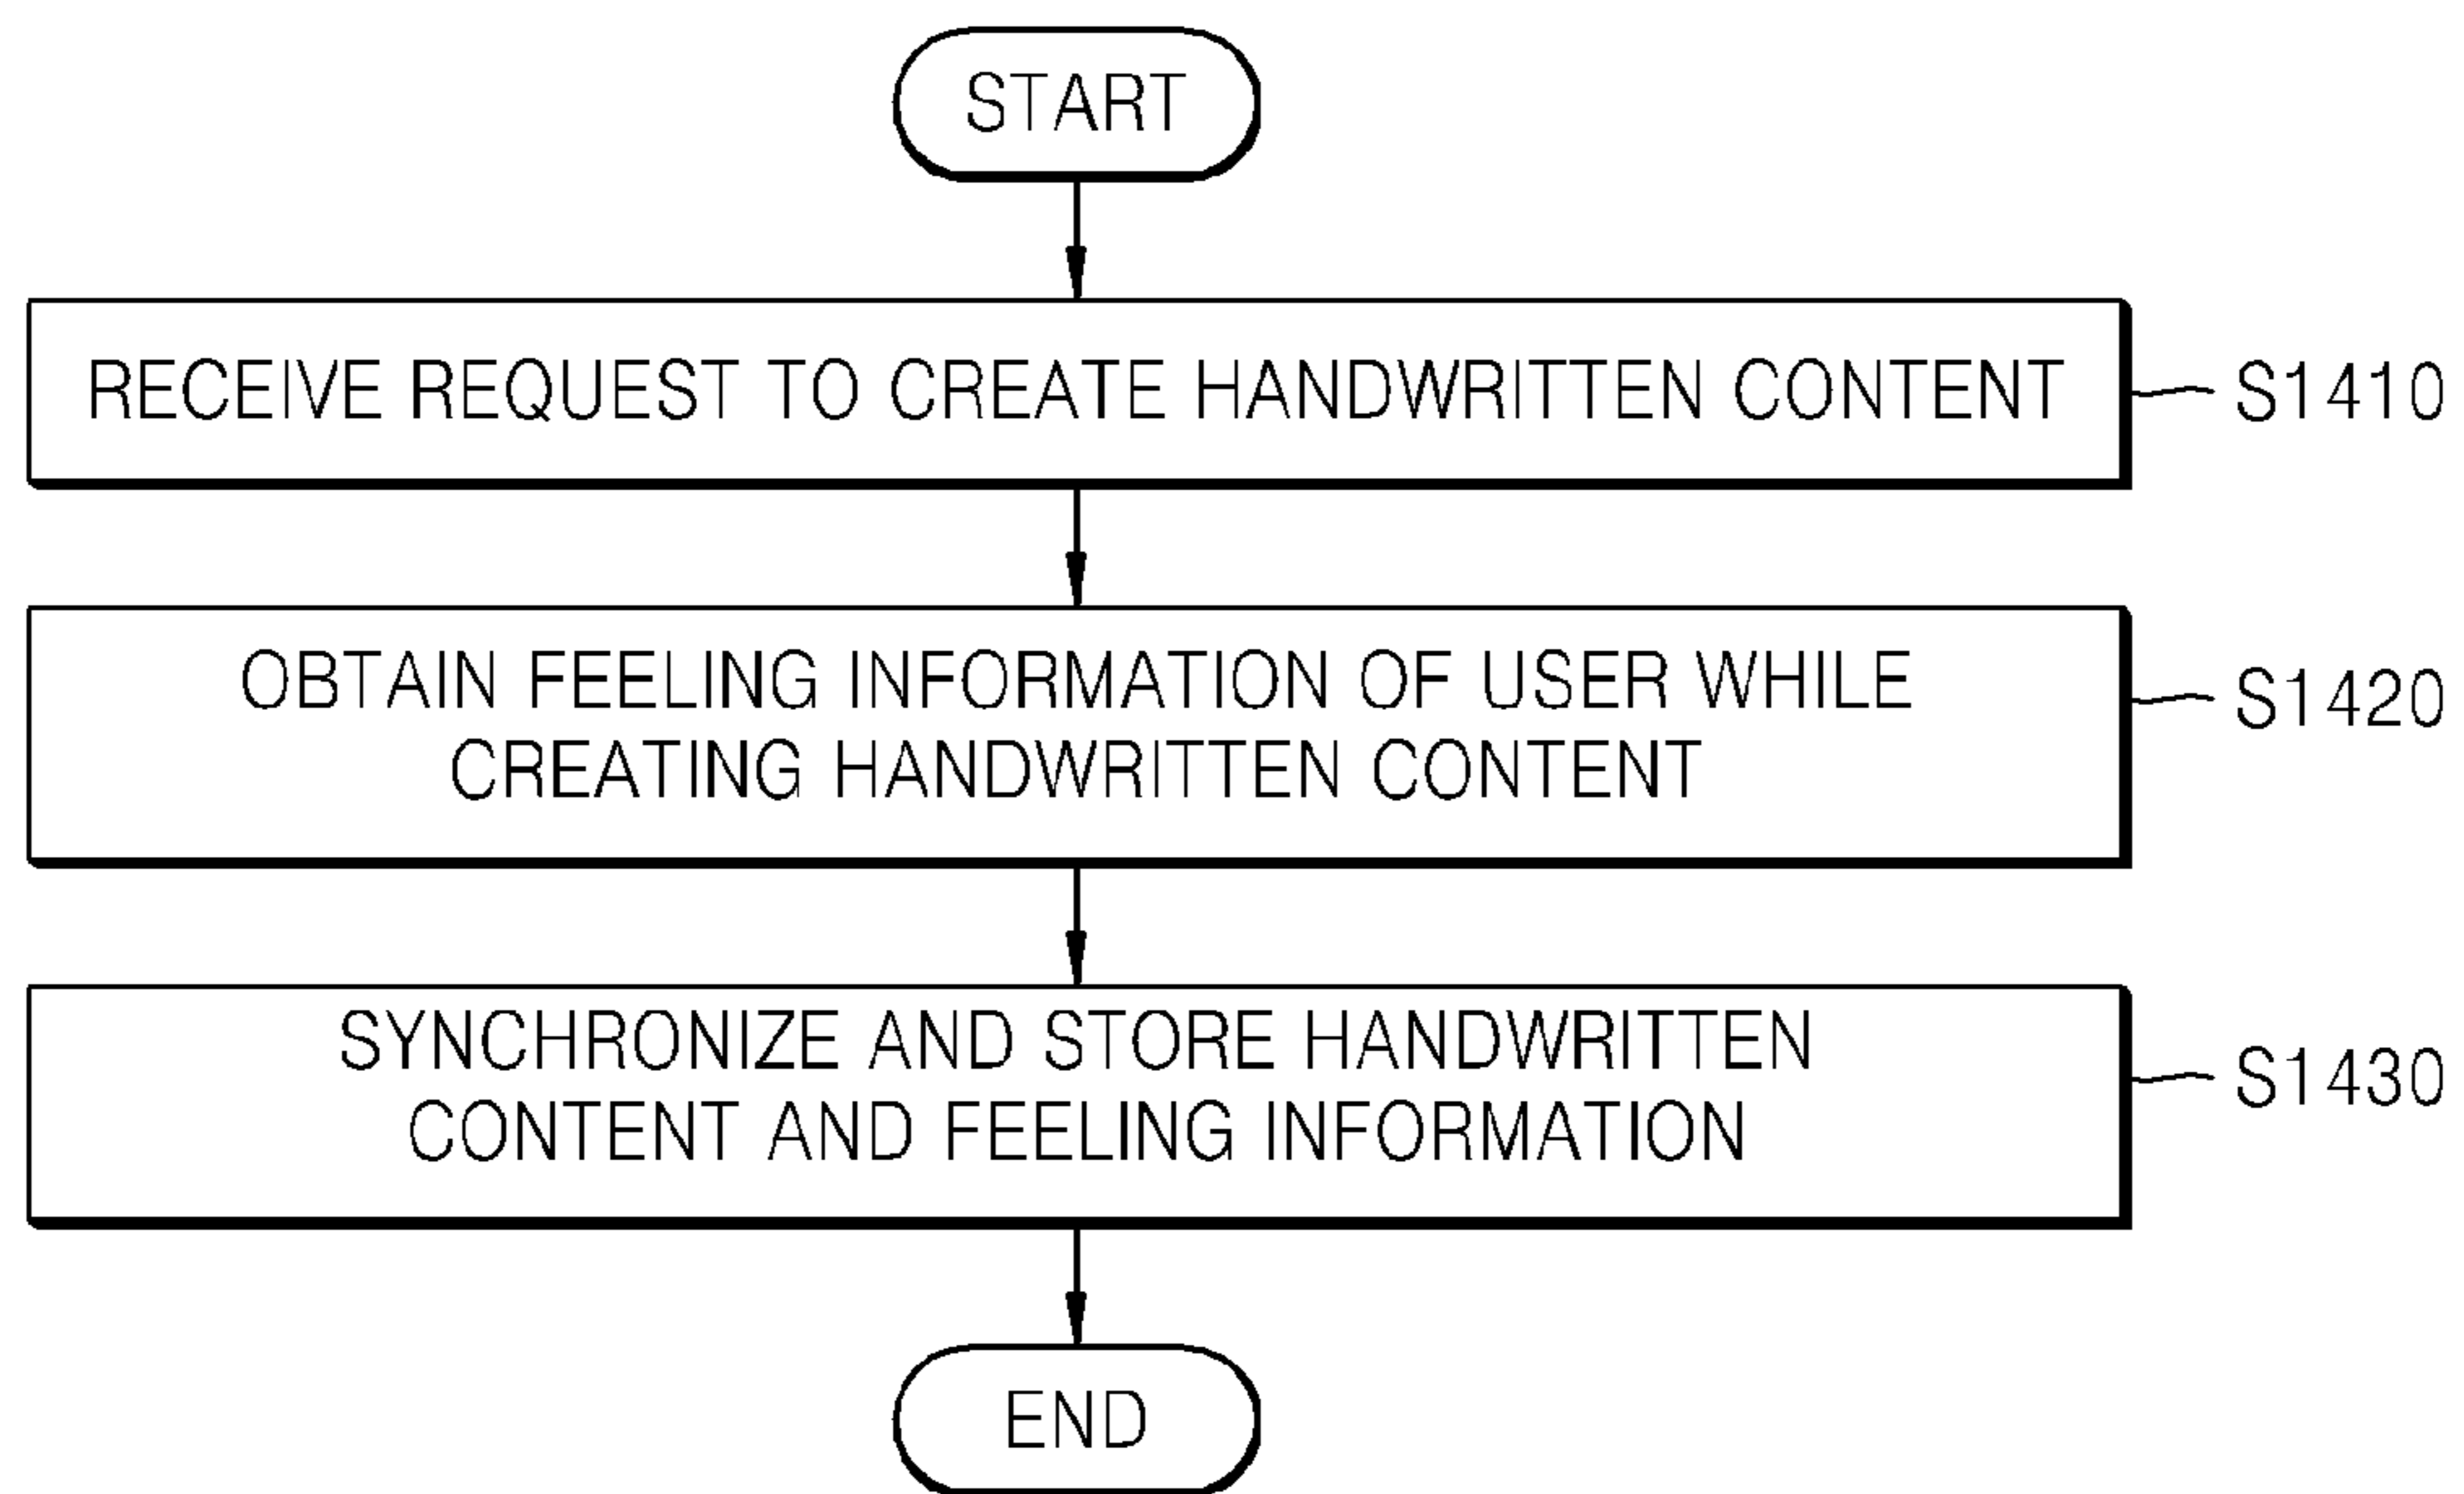 START
RECEIVE REQUEST TO CREATE HANDWRITTEN CONTENT
S1410
OBTAIN FEELING INFORMATION OF USER WHILE
CREATING HANDWRITTEN CONTENT
S1420
SYNCHRONIZE AND STORE HANDWRITTEN
CONTENT AND FEELING INFORMATION
S1430
END